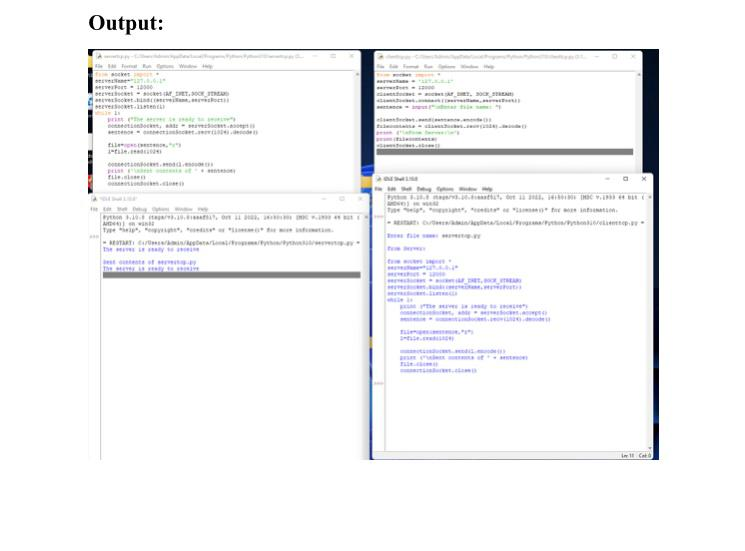 Output:
servertcp.py - C:/Users/Admin/AppData/Local/Programs/Python/Python310/servertcp.py (3....
File Edit Format Run Options Window Help
from socket import *
serverName="127.0.0.1"
serverPort = 12000
serverSocket = socket(AF_INET,SOCK_STREAM)
serverSocket.bind((serverName,serverPort))
serverSocket.listen(1)
while 1:
    print ("The server is ready to receive")
    connectionSocket, addr = serverSocket.accept()
    sentence = connectionSocket.recv(1024).decode()
    file=open(sentence,"r")
    l=file.read(1024)
    connectionSocket.send(l.encode())
    print ('\nSent contents of ' + sentence)
    file.close()
    connectionSocket.close()
*IDLE Shell 3.10.8*
File Edit Shell Debug Options Window Help
Python 3.10.8 (tags/v3.10.8:aaaf517, Oct 11 2022, 16:50:30) [MSC v.1933 64 bit (
AMD64)] on win32
Type "help", "copyright", "credits" or "license()" for more information.
>>>
= RESTART: C:/Users/Admin/AppData/Local/Programs/Python/Python310/servertcp.py =
The server is ready to receive
Sent contents of servertcp.py
The server is ready to receive
clienttcp.py - C:/Users/Admin/AppData/Local/Programs/Python/Python310/clienttcp.py (3.1...
File Edit Format Run Options Window Help
from socket import *
serverName = '127.0.0.1'
serverPort = 12000
clientSocket = socket(AF_INET, SOCK_STREAM)
clientSocket.connect((serverName,serverPort))
sentence = input("\nEnter file name: ")
clientSocket.send(sentence.encode())
filecontents = clientSocket.recv(1024).decode()
print ('\nFrom Server:\n')
print(filecontents)
clientSocket.close()
IDLE Shell 3.10.8
File Edit Shell Debug Options Window Help
Python 3.10.8 (tags/v3.10.8:aaaf517, Oct 11 2022, 16:50:30) [MSC v.1933 64 bit (
AMD64)] on win32
Type "help", "copyright", "credits" or "license()" for more information.
>>>
= RESTART: C:/Users/Admin/AppData/Local/Programs/Python/Python310/clienttcp.py =
Enter file name: servertcp.py
From Server:
from socket import *
serverName="127.0.0.1"
serverPort = 12000
serverSocket = socket(AF_INET,SOCK_STREAM)
serverSocket.bind((serverName,serverPort))
serverSocket.listen(1)
while 1:
    print ("The server is ready to receive")
    connectionSocket, addr = serverSocket.accept()
    sentence = connectionSocket.recv(1024).decode()
    file=open(sentence,"r")
    l=file.read(1024)
    connectionSocket.send(l.encode())
    print ('\nSent contents of ' + sentence)
    file.close()
    connectionSocket.close()
>>>
Ln: 11 Col: 0